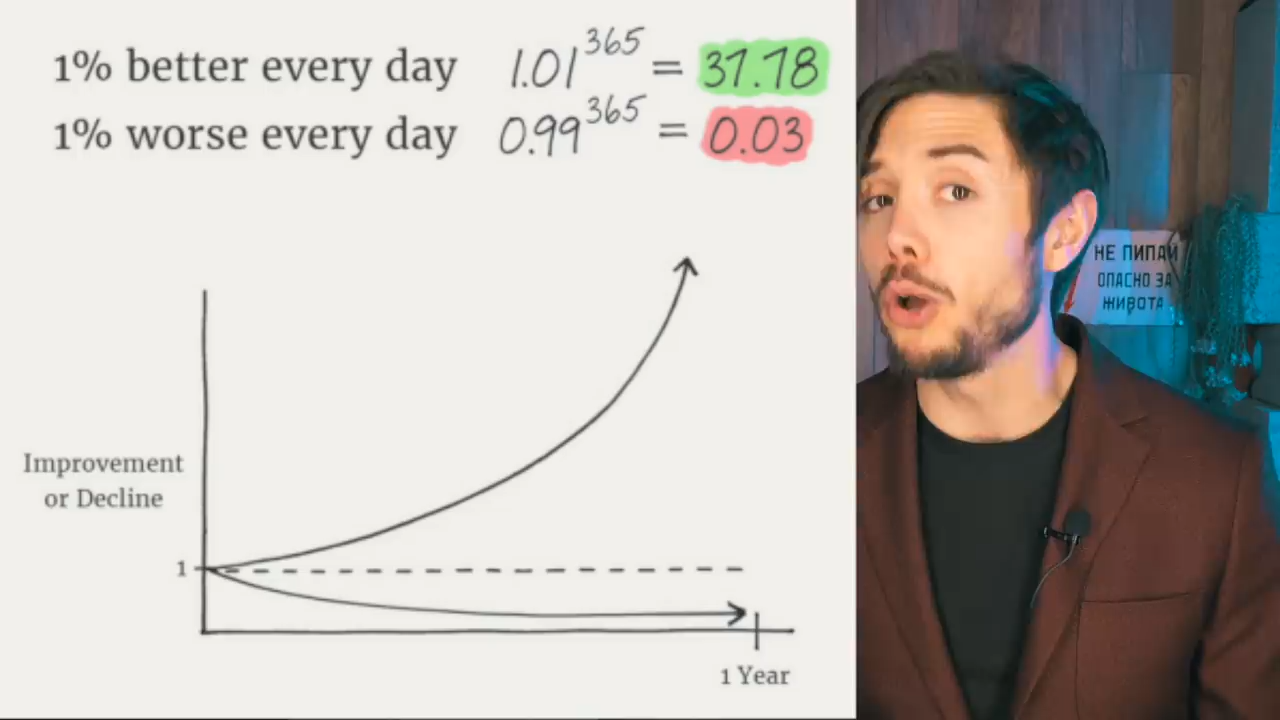 1% better every day 1.01^365 = 37.78
1% worse every day 0.99^365 = 0.03
Improvement
or Decline
1
1 Year
НЕ ПИПАЙ
ОПАСНО ЗА
ЖИВОТА